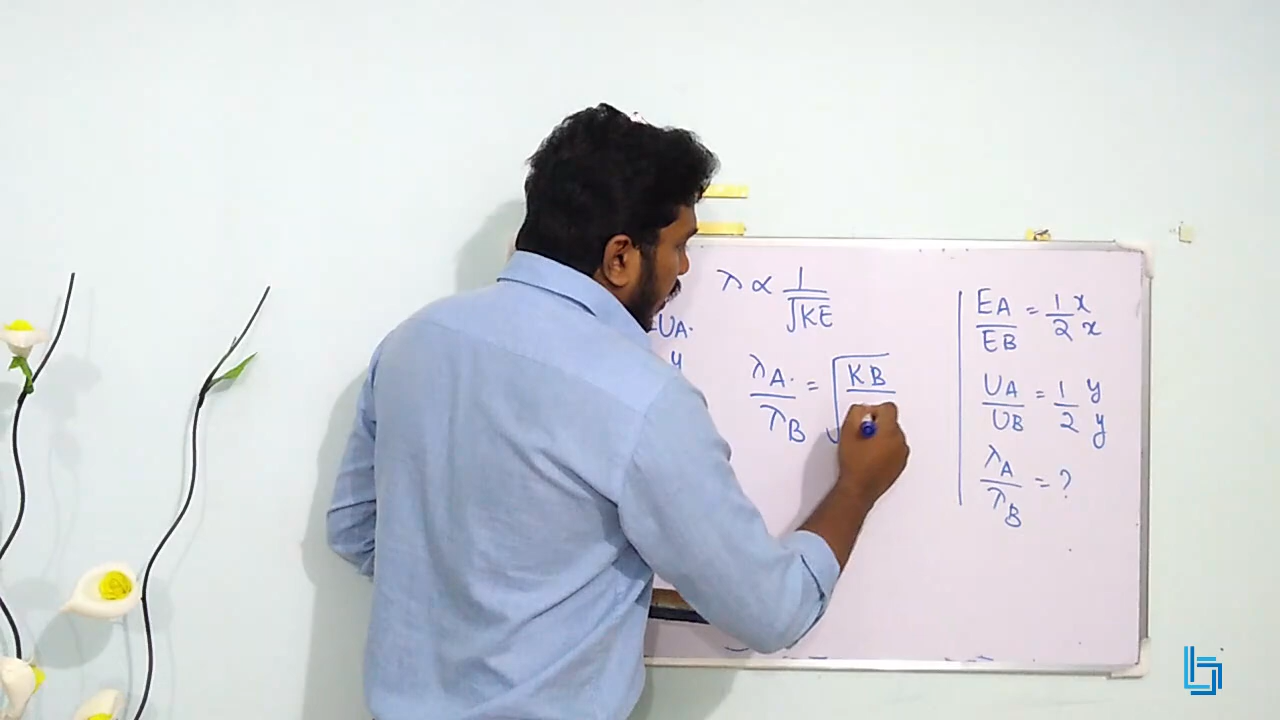 λ ∝ 1/√KE
-UA.
y
λA. / λB = √KB
EA/EB = 1/2 x x
UA/UB = 1/2 y y
λA/λB = ?